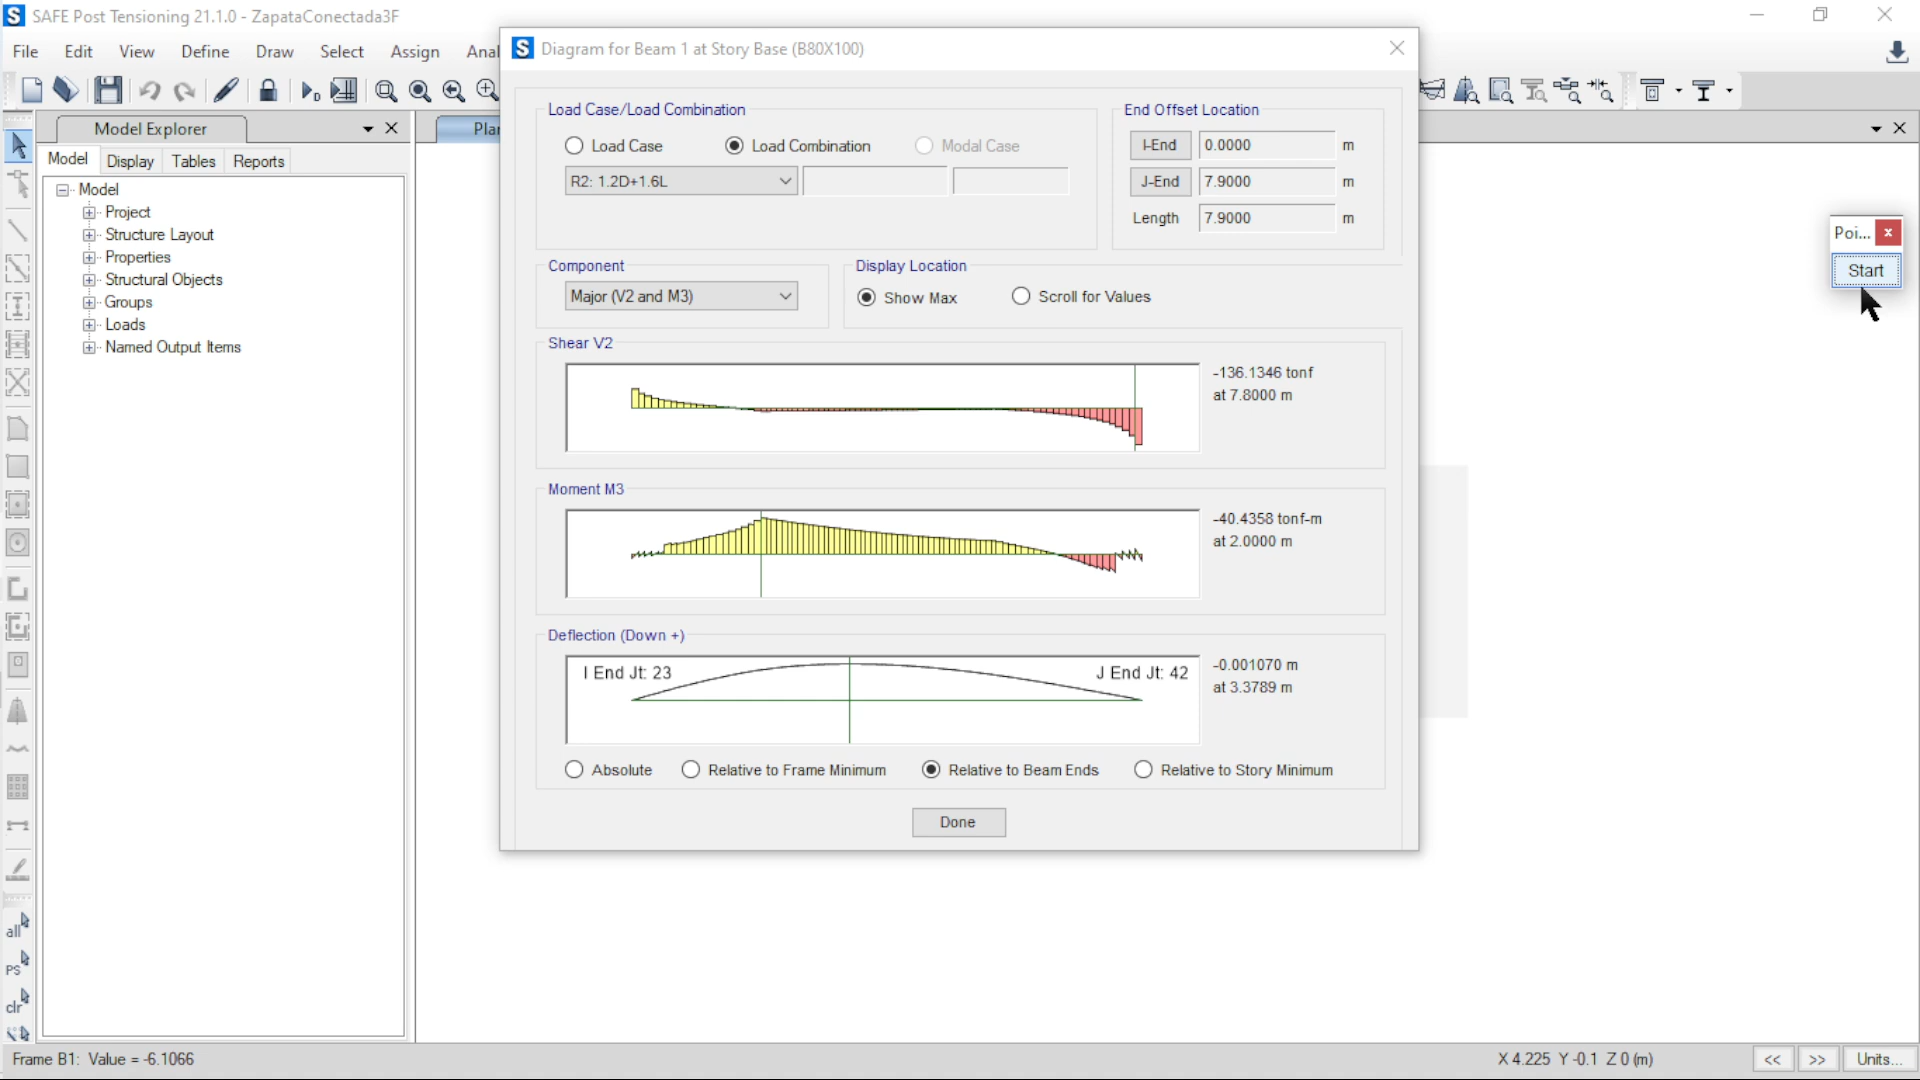 SAFE Post Tensioning 21.1.0 - ZapataConectada3F
File Edit View Define Draw Select Assign Anal
Model Explorer
Model Display Tables Reports
Model
Project
Structure Layout
Properties
Structural Objects
Groups
Loads
Named Output Items
Plan
Diagram for Beam 1 at Story Base (B80X100)
Load Case/Load Combination
Load Case Load Combination Modal Case
R2: 1.2D+1.6L
End Offset Location
I-End 0.0000 m
J-End 7.9000 m
Length 7.9000 m
Component
Major (V2 and M3)
Display Location
Show Max Scroll for Values
Shear V2
-136.1346 tonf
at 7.8000 m
Moment M3
-40.4358 tonf-m
at 2.0000 m
Deflection (Down +)
I End Jt: 23 J End Jt: 42
-0.001070 m
at 3.3789 m
Absolute Relative to Frame Minimum Relative to Beam Ends Relative to Story Minimum
Done
Poi... x
Start
all
PS
clr
Frame B1: Value = -6.1066
X 4.225 Y -0.1 Z 0 (m)
<< >> Units...